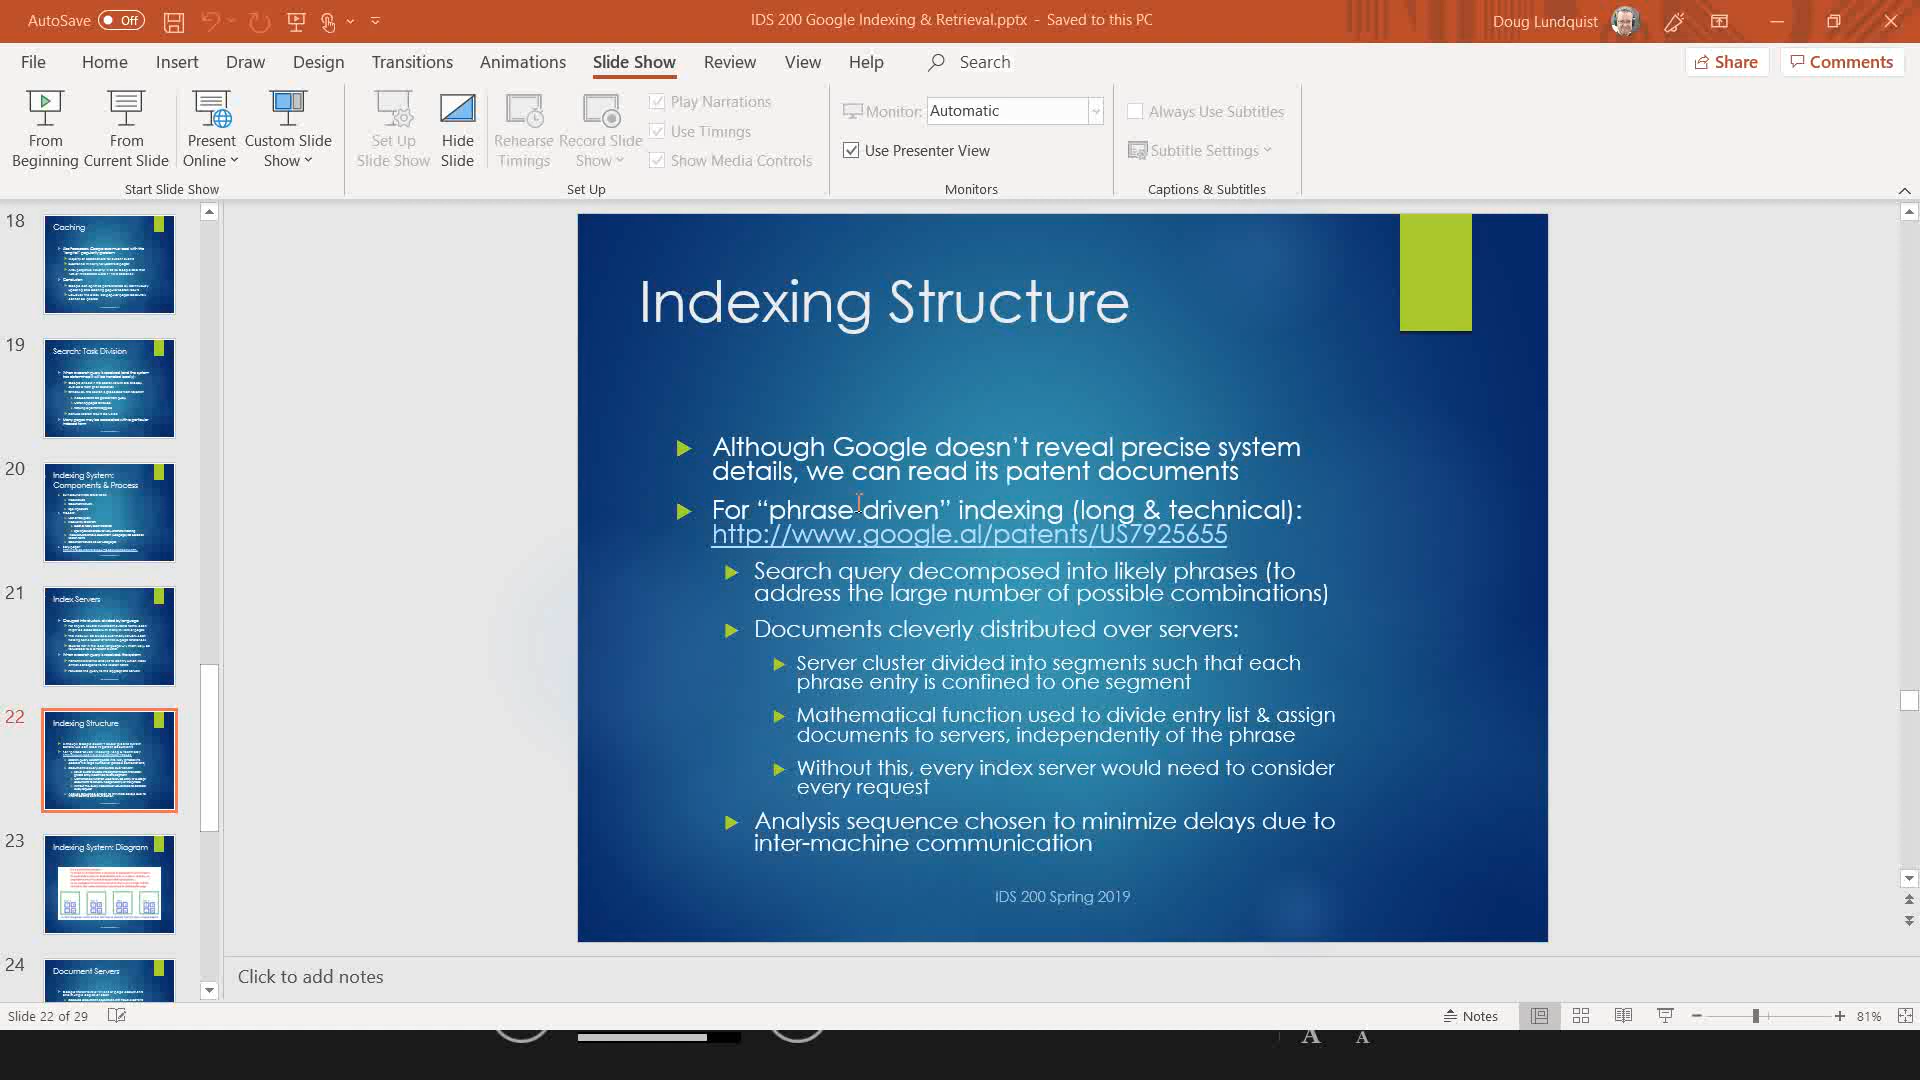 AutoSave Off
IDS 200 Google Indexing & Retrieval.pptx - Saved to this PC
Doug Lundquist
File Home Insert Draw Design Transitions Animations Slide Show Review View Help Search
Share Comments
From Beginning
From Current Slide
Present Online
Custom Slide Show
Start Slide Show
Set Up Slide Show
Hide Slide
Rehearse Timings
Record Slide Show
Play Narrations
Use Timings
Show Media Controls
Set Up
Monitor: Automatic
Use Presenter View
Monitors
Always Use Subtitles
Subtitle Settings
Captions & Subtitles
18
Caching
19
Search: Task Division
20
Indexing System:
Components & Process
21
Index Servers
22
Indexing Structure
23
Indexing System: Diagram
24
Document Servers
Indexing Structure
Although Google doesn’t reveal precise system
details, we can read its patent documents
For “phrase-driven” indexing (long & technical):
http://www.google.al/patents/US7925655
Search query decomposed into likely phrases (to
address the large number of possible combinations)
Documents cleverly distributed over servers:
Server cluster divided into segments such that each
phrase entry is confined to one segment
Mathematical function used to divide entry list & assign
documents to servers, independently of the phrase
Without this, every index server would need to consider
every request
Analysis sequence chosen to minimize delays due to
inter-machine communication
IDS 200 Spring 2019
Click to add notes
Slide 22 of 29
Notes
81%
A A